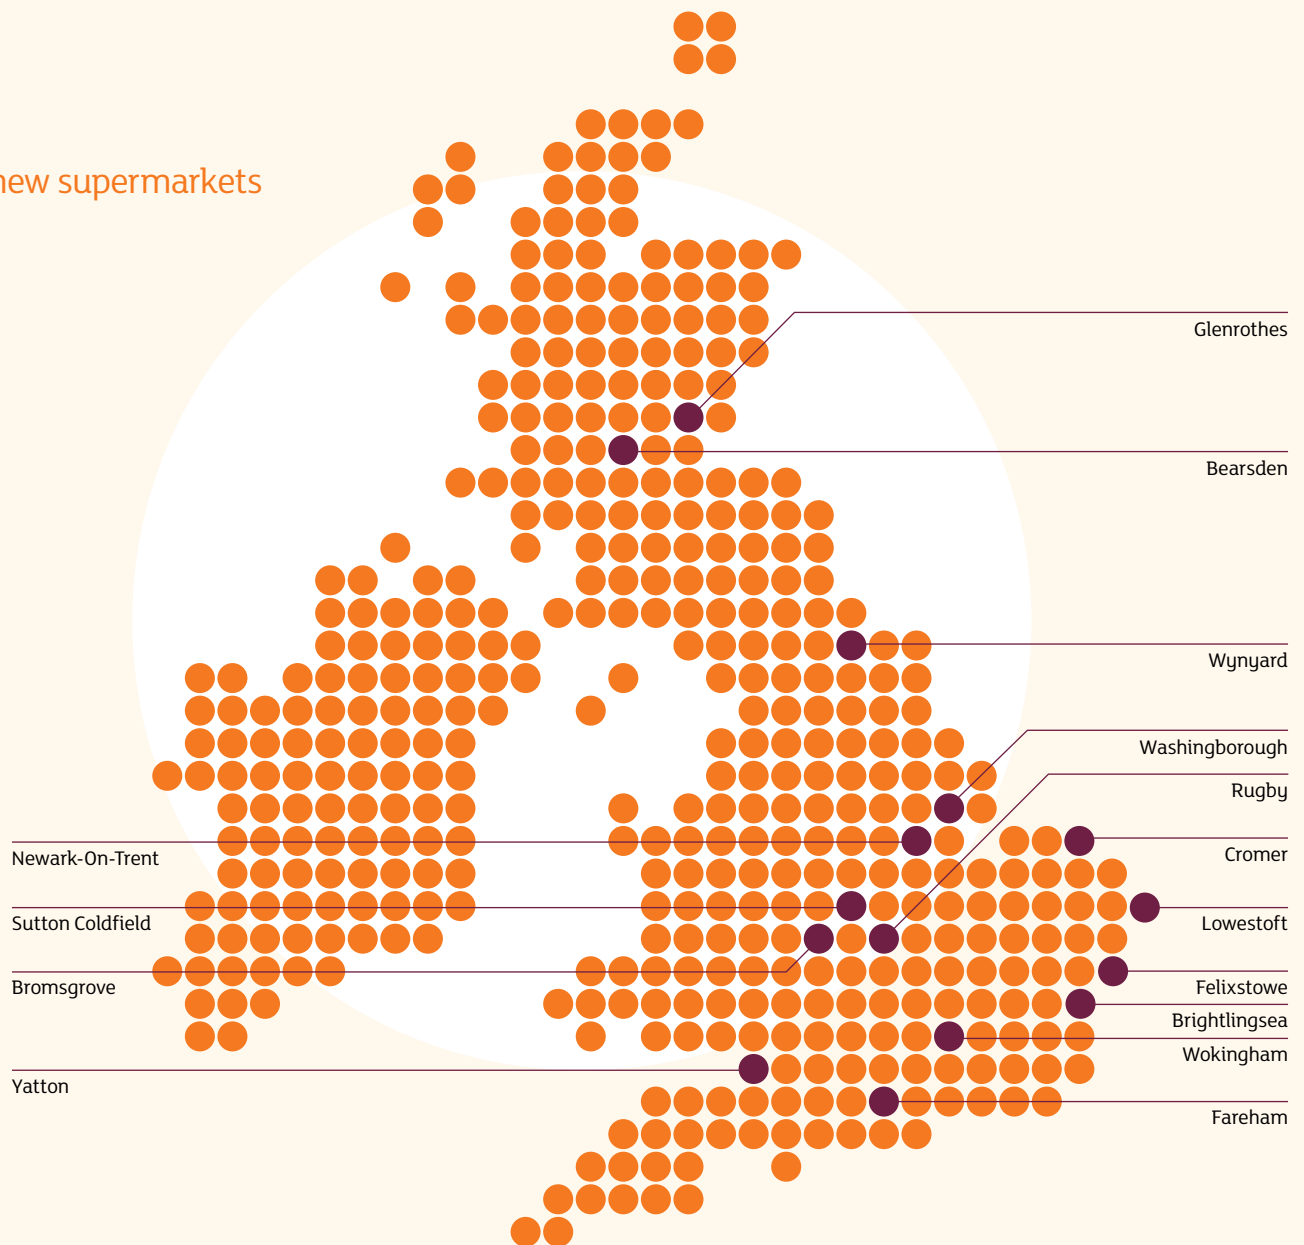 new supermarkets
Glenrothes
Bearsden
Wynyard
Washingborough
Rugby
Newark-On-Trent
Cromer
Sutton Coldfield
Lowestoft
Bromsgrove
Felixstowe
Brightlingsea
Wokingham
Yatton
Fareham